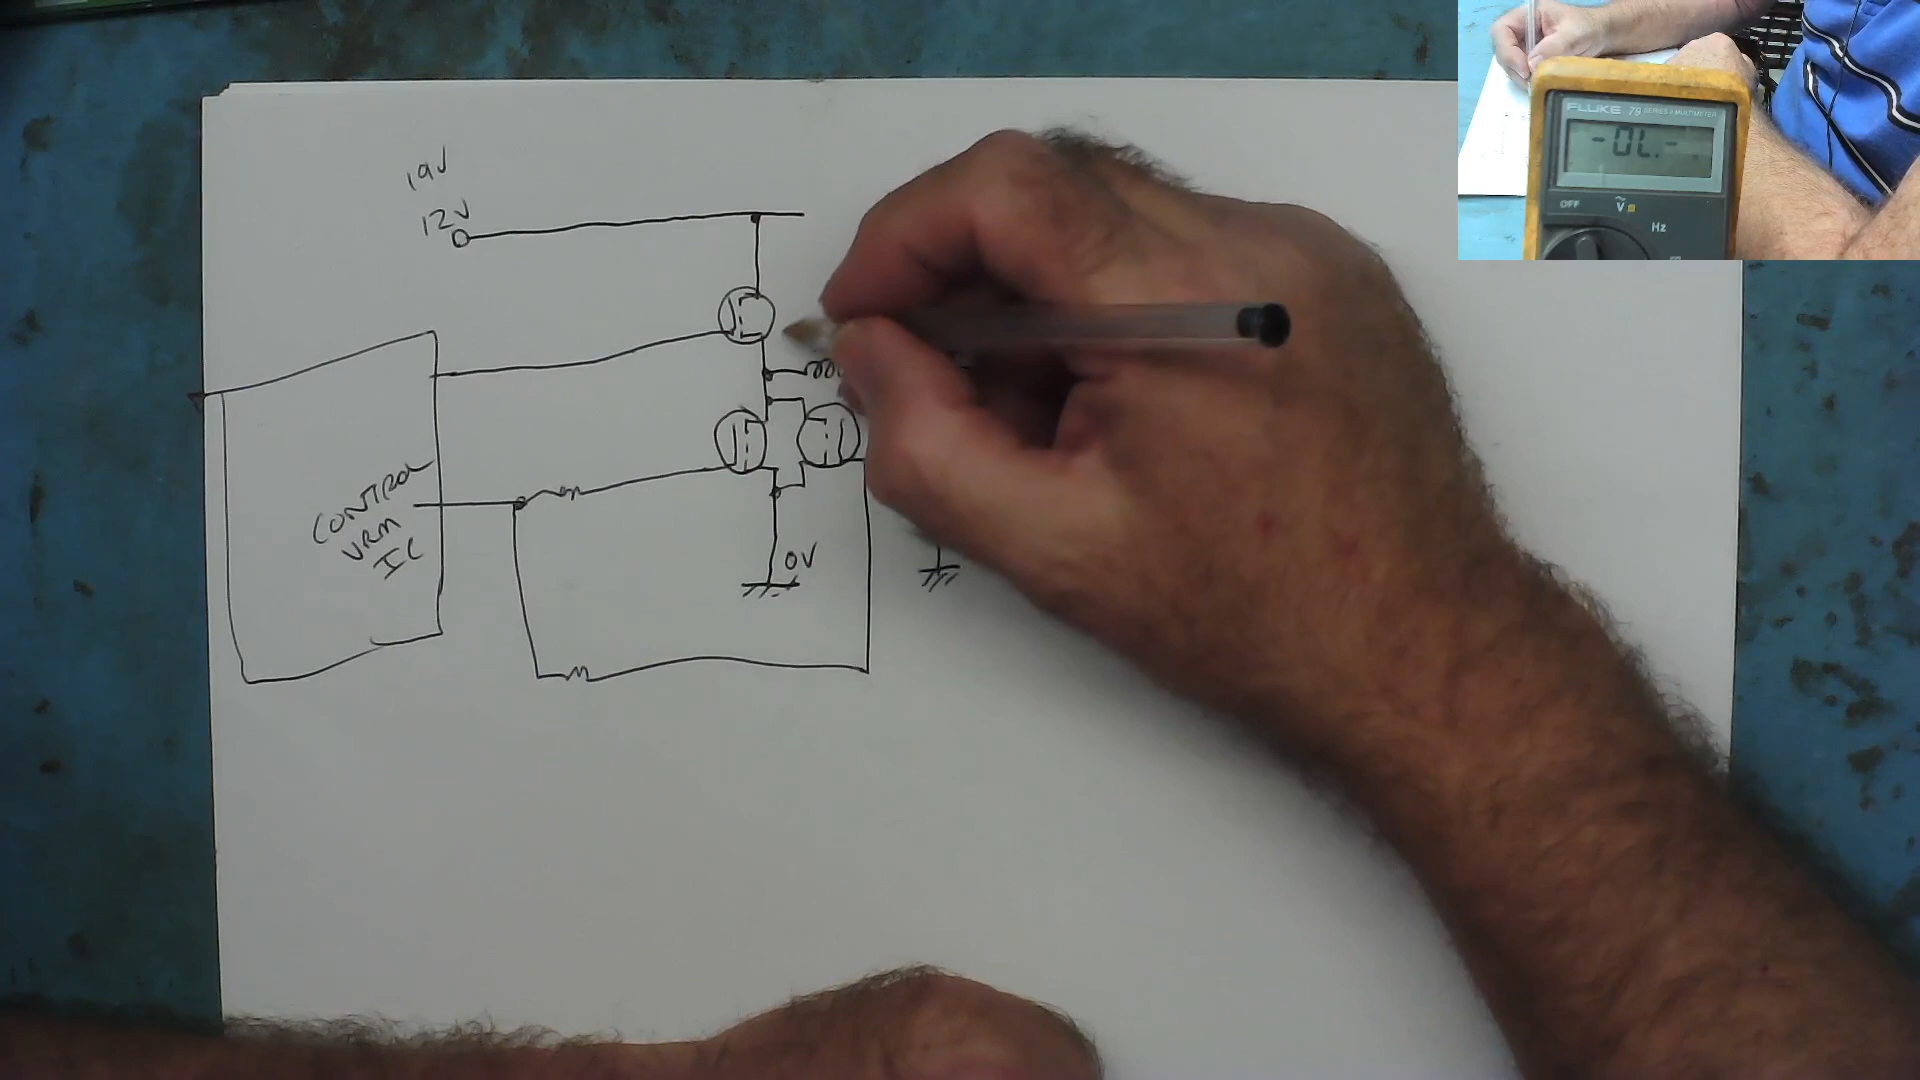 19V
12V
CONTROL
VRM
IC
0V
FLUKE 79 SERIES II MULTIMETER
-OL.-
OFF
V
Hz